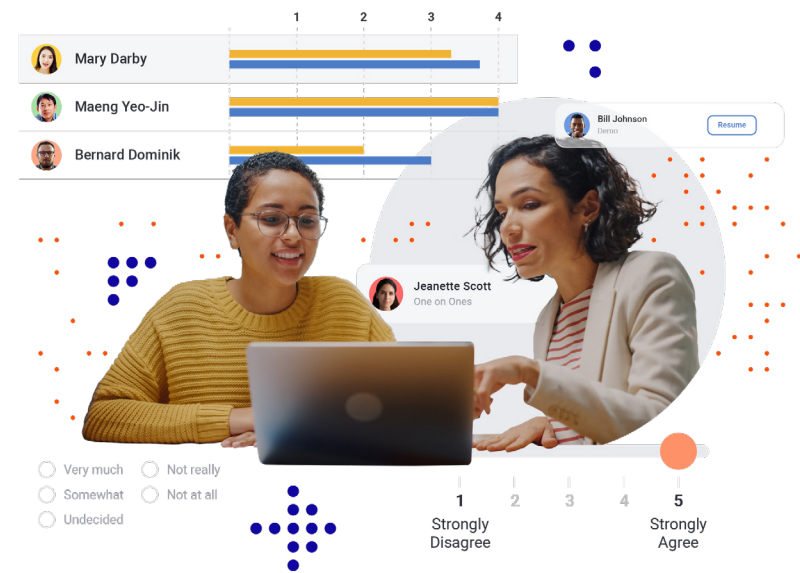 1 2 3 4
Mary Darby
Maeng Yeo-Jin
Bernard Dominik
Bill Johnson
Demo
Resume
Jeanette Scott
One on Ones
Very much
Not really
Somewhat
Not at all
Undecided
1 2 3 4 5
Strongly
Disagree
Strongly
Agree